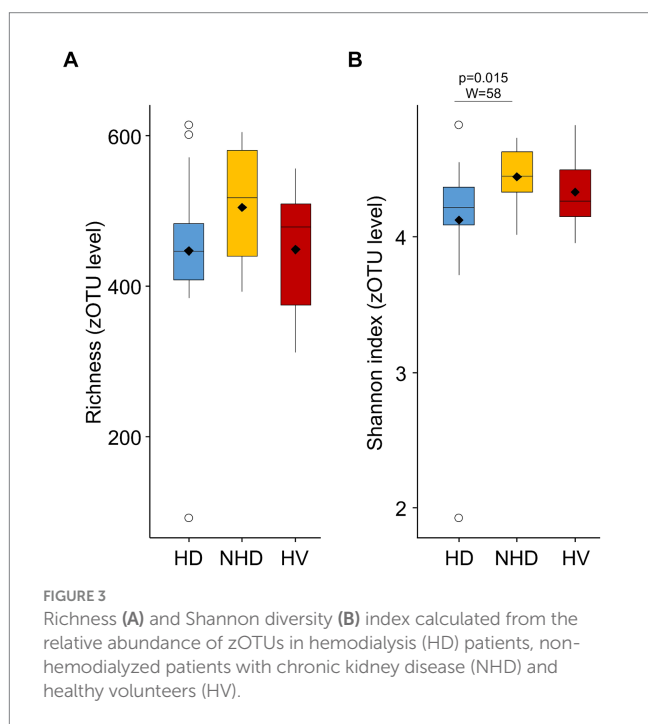 A
B
p=0.015
W=58
Richness (zOTU level)
600
400
200
HD NHD HV
Shannon index (zOTU level)
4
3
2
HD NHD HV
FIGURE 3
Richness (A) and Shannon diversity (B) index calculated from the
relative abundance of zOTUs in hemodialysis (HD) patients, non-
hemodialyzed patients with chronic kidney disease (NHD) and
healthy volunteers (HV).